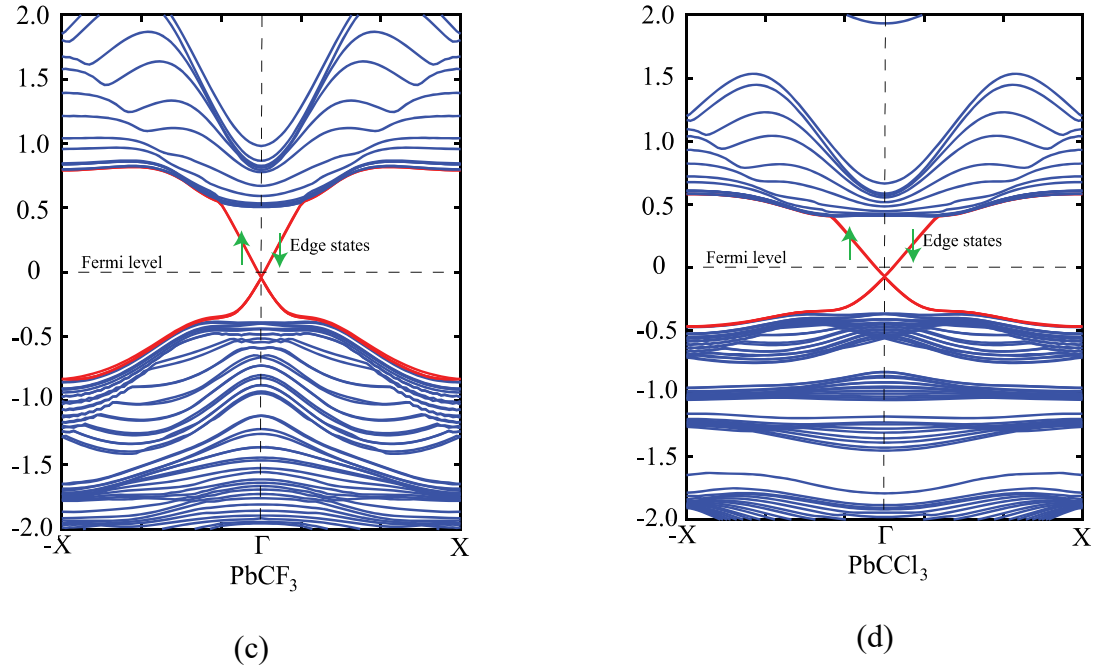 2.0
1.5
1.0
0.5
0
-0.5
-1.0
-1.5
-2.0
Fermi level
Edge states
-X Γ X
PbCF₃
(c)
2.0
1.5
1.0
0.5
0
-0.5
-1.0
-1.5
-2.0
Fermi level
Edge states
-X Γ X
PbCCl₃
(d)